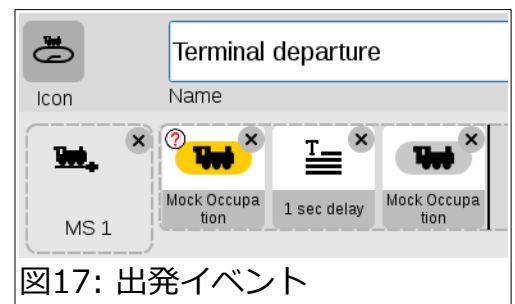 Terminal departure
Icon
Name
?
T
MS 1
Mock Occupa
tion
1 sec delay
Mock Occupa
tion
図17: 出発イベント